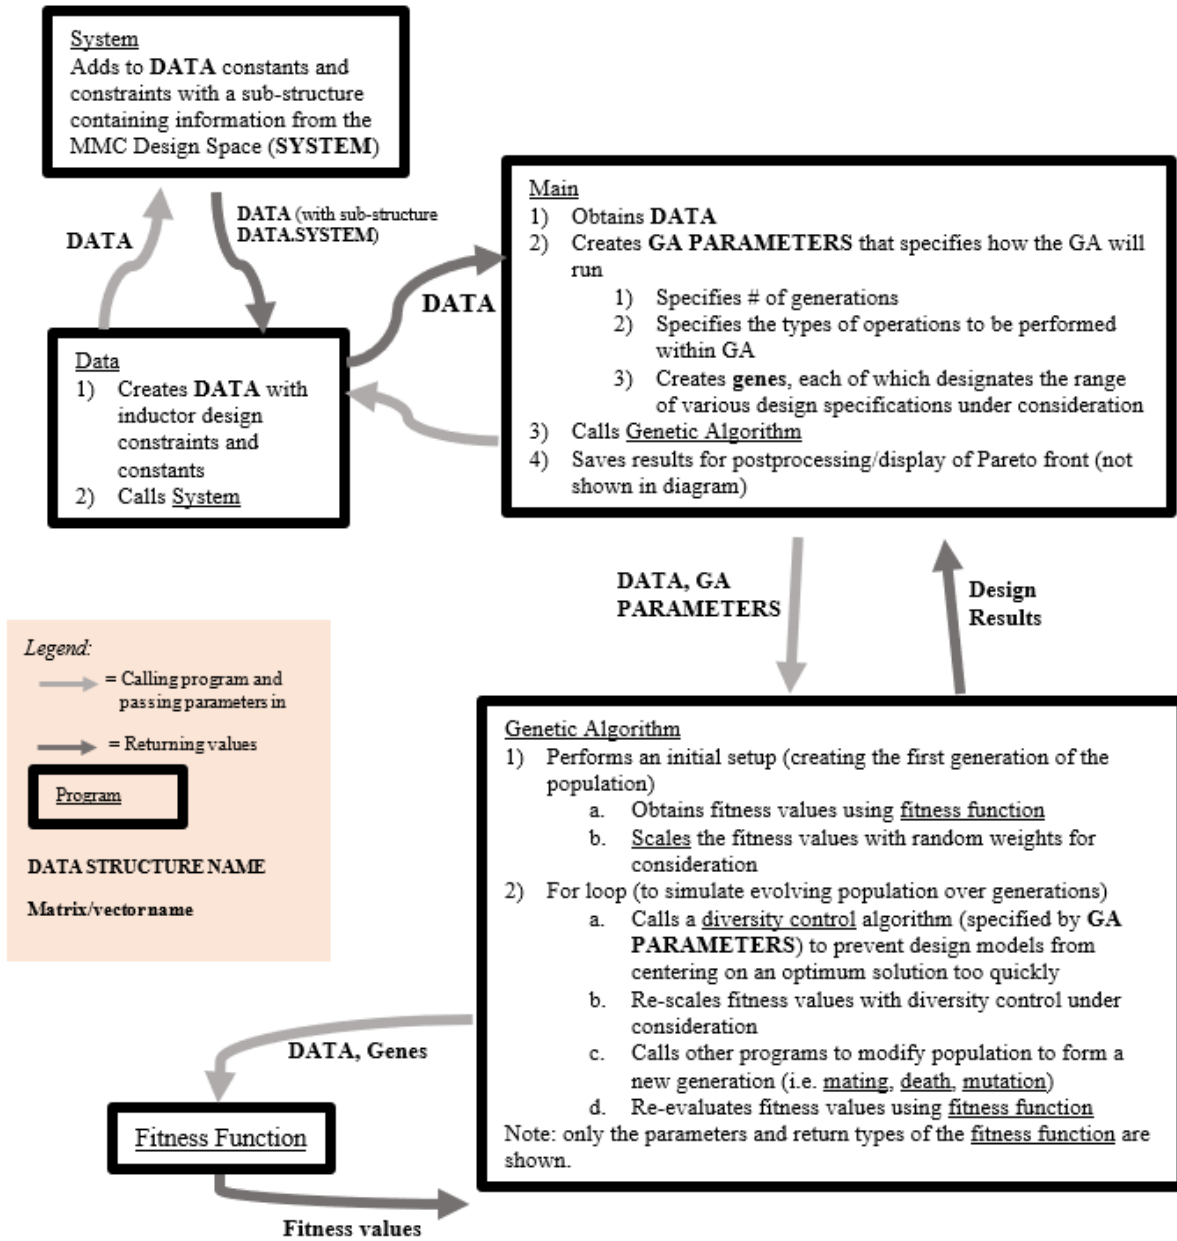 System
Adds to DATA constants and
constraints with a sub-structure
containing information from the
MMC Design Space (SYSTEM)
DATA
DATA (with sub-structure
DATA.SYSTEM)
DATA
Main
1) Obtains DATA
2) Creates GA PARAMETERS that specifies how the GA will
run
1) Specifies # of generations
2) Specifies the types of operations to be performed
within GA
3) Creates genes, each of which designates the range
of various design specifications under consideration
3) Calls Genetic Algorithm
4) Saves results for postprocessing/display of Pareto front (not
shown in diagram)
Data
1) Creates DATA with
inductor design
constraints and
constants
2) Calls System
DATA, GA
PARAMETERS
Design
Results
Legend:
= Calling program and
passing parameters in
= Returning values
Program
DATA STRUCTURE NAME
Matrix/vector name
Genetic Algorithm
1) Performs an initial setup (creating the first generation of the
population)
a. Obtains fitness values using fitness function
b. Scales the fitness values with random weights for
consideration
2) For loop (to simulate evolving population over generations)
a. Calls a diversity control algorithm (specified by GA
PARAMETERS) to prevent design models from
centering on an optimum solution too quickly
b. Re-scales fitness values with diversity control under
consideration
c. Calls other programs to modify population to form a
new generation (i.e. mating, death, mutation)
d. Re-evaluates fitness values using fitness function
Note: only the parameters and return types of the fitness function are
shown.
DATA, Genes
Fitness Function
Fitness values